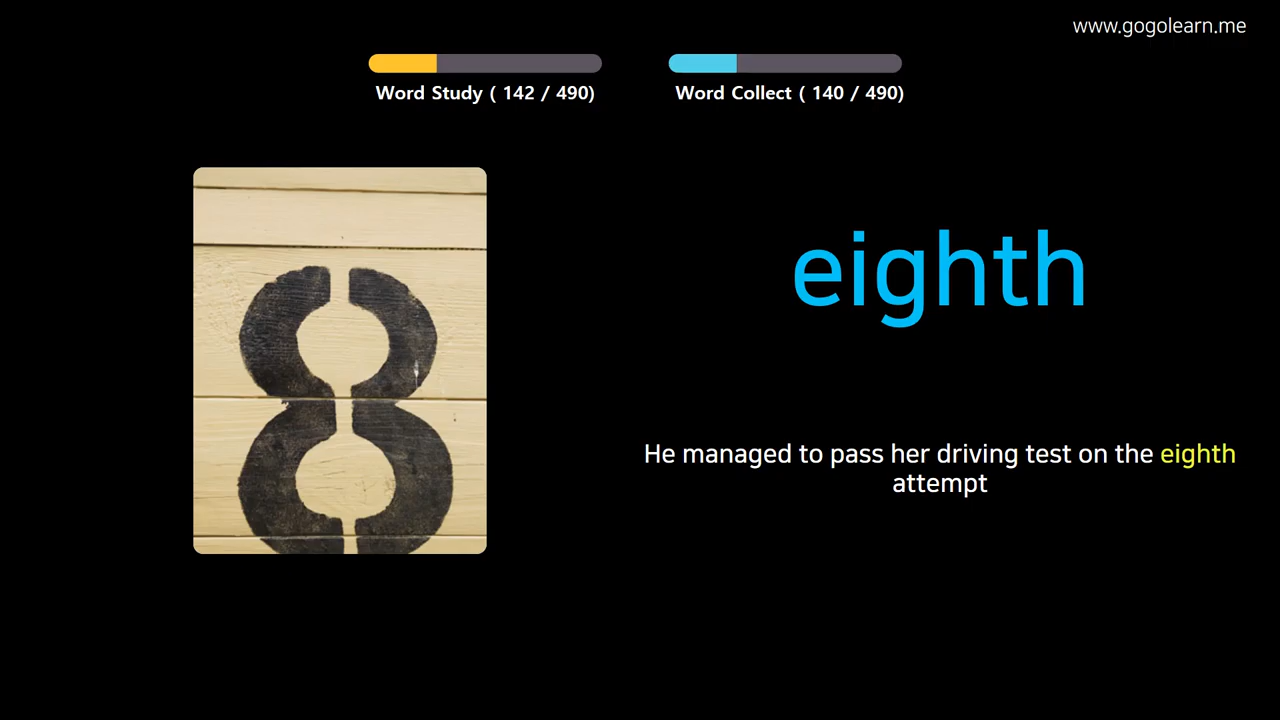 www.gogolearn.me
Word Study ( 142 / 490)
Word Collect ( 140 / 490)
8
eighth
He managed to pass her driving test on the eighth
attempt